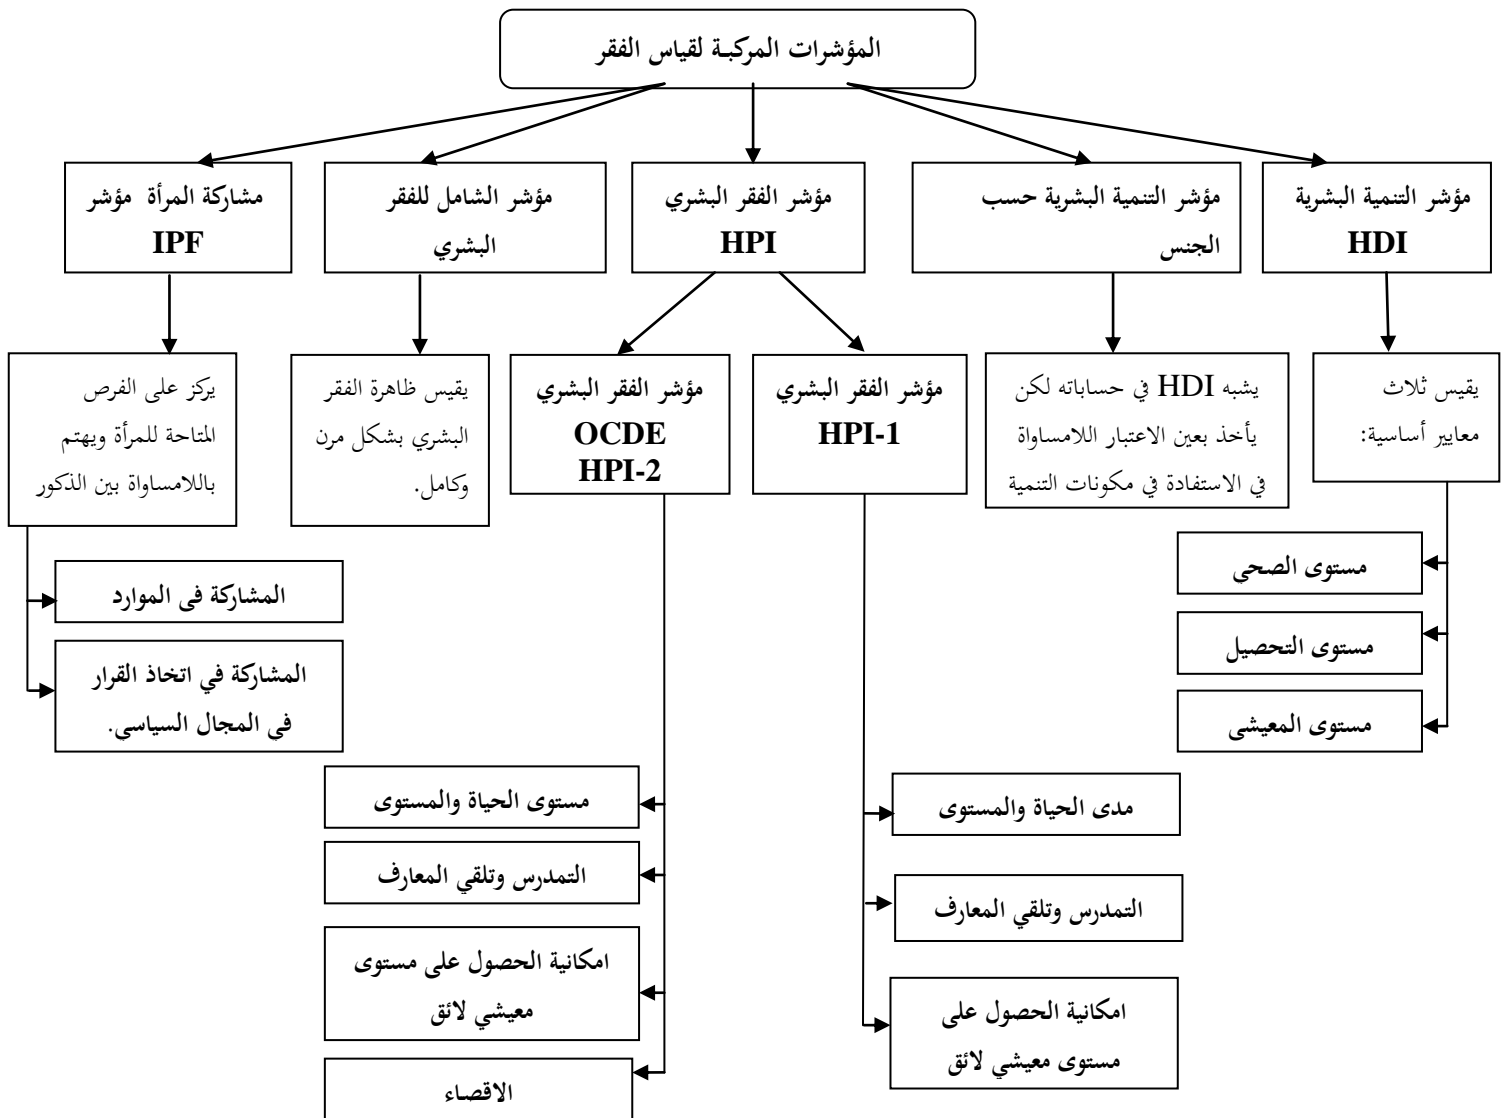 المؤشرات المركبة لقياس الفقر
مؤشر التنمية البشرية
HDI
مؤشر التنمية البشرية حسب
الجنس
مؤشر الفقر البشري
HPI
مؤشر الشامل للفقر
البشري
مشاركة المرأة مؤشر
IPF
يقيس ثلاث
معايير أساسية:
يشبه HDI في حساباته لكن
يأخذ بعين الاعتبار اللامساواة
في الاستفادة في مكونات التنمية
مؤشر الفقر البشري
HPI-1
مؤشر الفقر البشري
OCDE
HPI-2
يقيس ظاهرة الفقر
البشري بشكل مرن
وكامل.
يركز على الفرص
المتاحة للمرأة ويهتم
باللامساواة بين الذكور
مستوى الصحي
مستوى التحصيل
مستوى المعيشي
المشاركة في الموارد
المشاركة في اتخاذ القرار
في المجال السياسي.
مدى الحياة والمستوى
التمدرس وتلقي المعارف
امكانية الحصول على
مستوى معيشي لائق
مستوى الحياة والمستوى
التمدرس وتلقي المعارف
امكانية الحصول على مستوى
معيشي لائق
الاقصاء